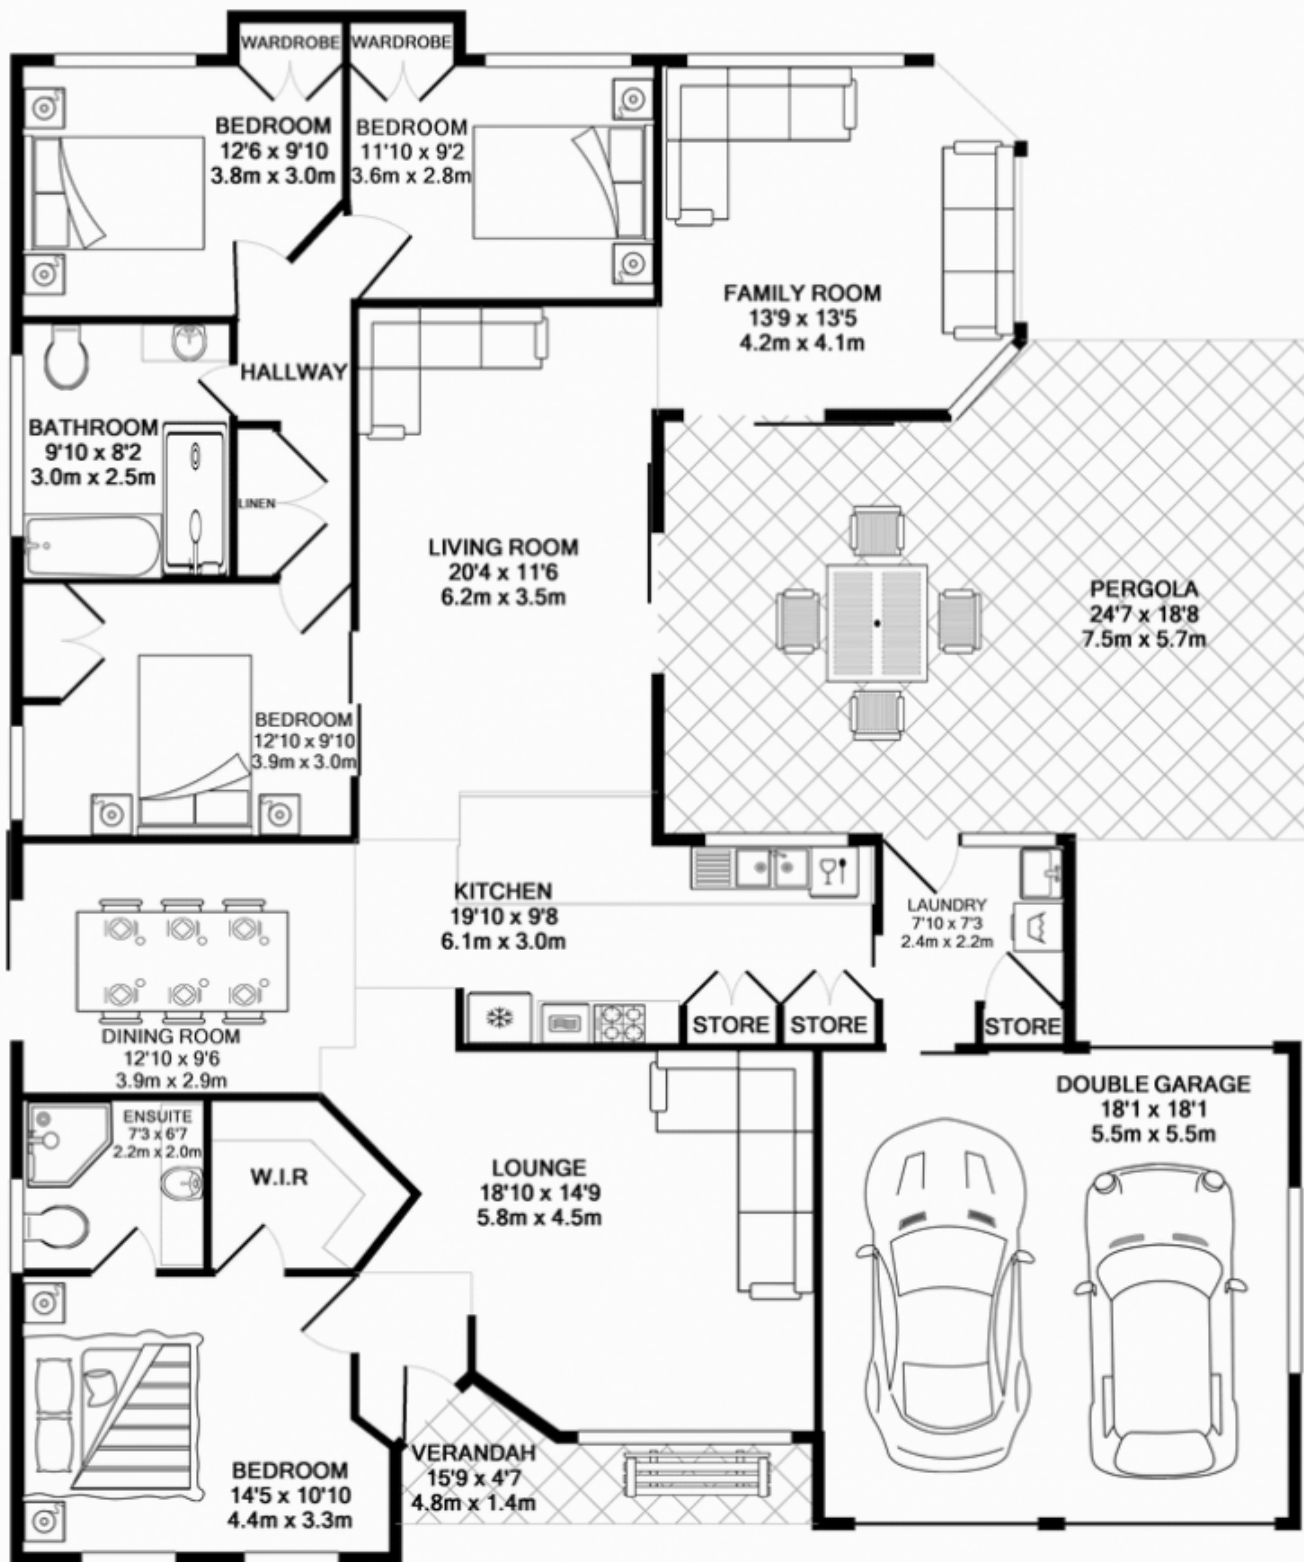 WARDROBE
WARDROBE
BEDROOM
12'6 x 9'10
3.8m x 3.0m
BEDROOM
11'10 x 9'2
3.6m x 2.8m
FAMILY ROOM
13'9 x 13'5
4.2m x 4.1m
HALLWAY
BATHROOM
9'10 x 8'2
3.0m x 2.5m
LINEN
LIVING ROOM
20'4 x 11'6
6.2m x 3.5m
PERGOLA
24'7 x 18'8
7.5m x 5.7m
BEDROOM
12'10 x 9'10
3.9m x 3.0m
KITCHEN
19'10 x 9'8
6.1m x 3.0m
LAUNDRY
7'10 x 7'3
2.4m x 2.2m
STORE
STORE
STORE
DINING ROOM
12'10 x 9'6
3.9m x 2.9m
ENSUITE
7'3 x 6'7
2.2m x 2.0m
W.I.R
LOUNGE
18'10 x 14'9
5.8m x 4.5m
DOUBLE GARAGE
18'1 x 18'1
5.5m x 5.5m
BEDROOM
14'5 x 10'10
4.4m x 3.3m
VERANDAH
15'9 x 4'7
4.8m x 1.4m